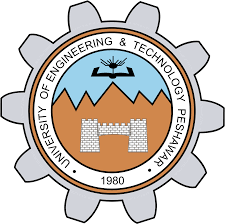 UNIVERSITY OF ENGINEERING & TECHNOLOGY PESHAWAR
1980